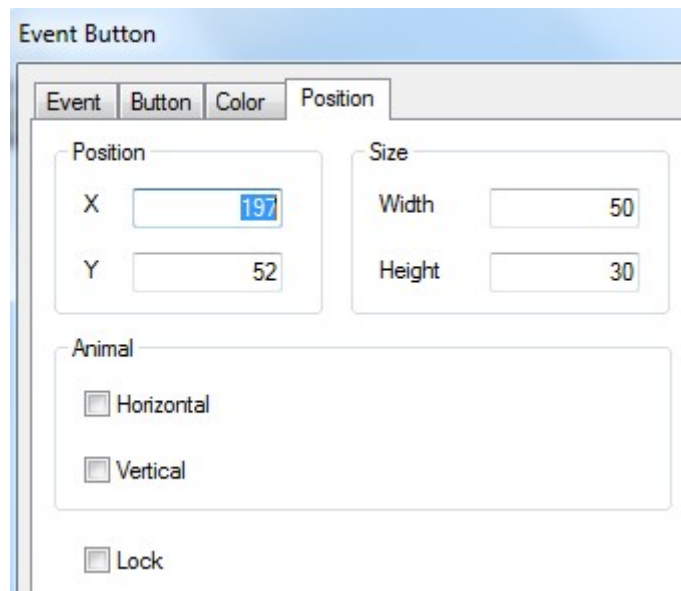 Event Button
Event Button Color Position
Position
X 197
Y 52
Size
Width 50
Height 30
Animal
Horizontal
Vertical
Lock